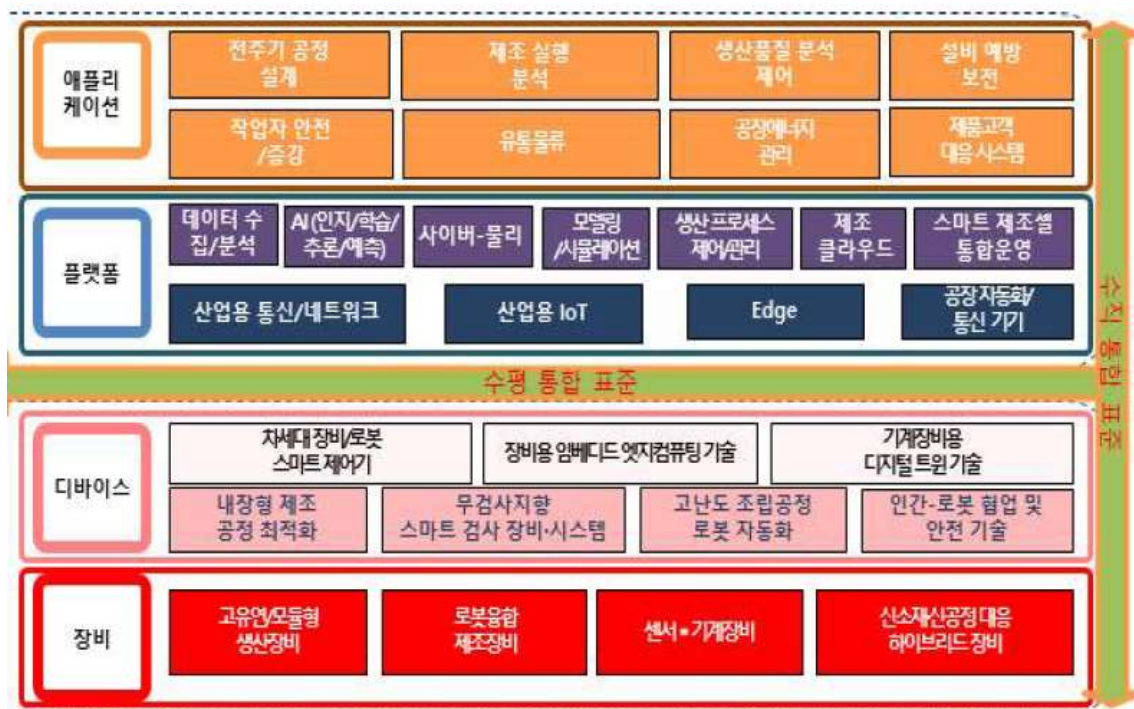 애플리
케이션
전주기 공정
설계
제조 실행
분석
생산품질 분석
제어
설비 예방
보전
작업자 안전
/증강
유통물류
공장에너지
관리
제품고객
대응 시스템
플랫폼
데이터 수
집/분석
AI(인지/학습/
추론/예측)
사이버-물리
모델링
/시뮬레이션
생산 프로세스
제어/관리
제조
클라우드
스마트 제조셀
통합운영
산업용 통신/네트워크
산업용 IoT
Edge
공장 자동화/
통신 기기
수평 통합 표준
수직 통합 표준
디바이스
차세대 장비/로봇
스마트 제어기
장비용 임베디드 엣지컴퓨팅 기술
기계장비용
디지털 트윈 기술
내장형 제조
공정 최적화
무검사지향
스마트 검사 장비·시스템
고난도 조립공정
로봇 자동화
인간-로봇 협업 및
안전 기술
장비
고유연/모듈형
생산장비
로봇융합
제조장비
센서•기계장비
신소재/신공정 대응
하이브리드 장비